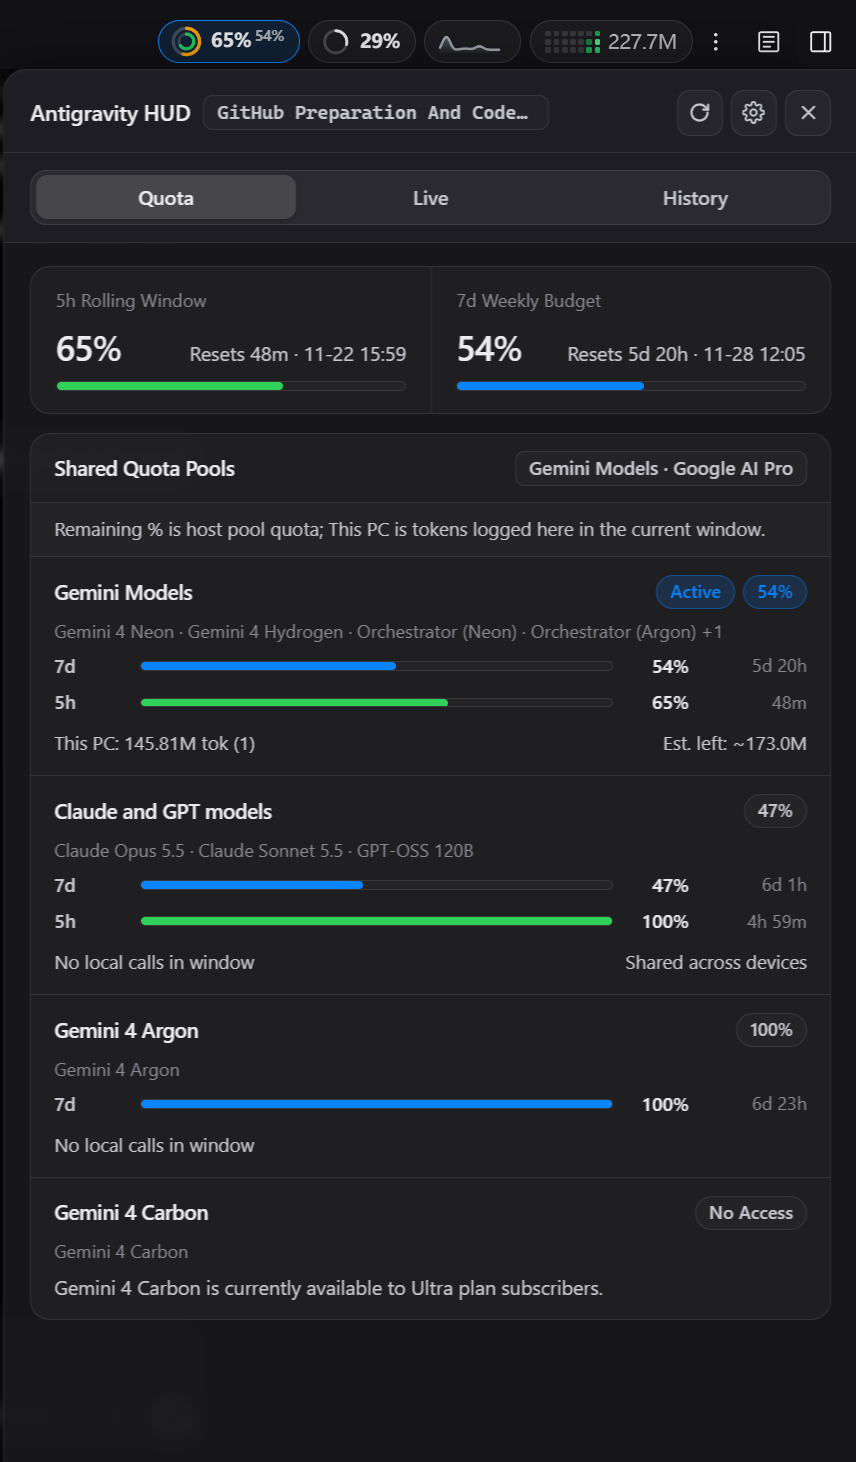 65% 54%
29%
227.7M
Antigravity HUD
GitHub Preparation And Code…
Quota
Live
History
5h Rolling Window
65%
Resets 48m · 11-22 15:59
7d Weekly Budget
54%
Resets 5d 20h · 11-28 12:05
Shared Quota Pools
Gemini Models · Google AI Pro
Remaining % is host pool quota; This PC is tokens logged here in the current window.
Gemini Models
Active
54%
Gemini 4 Neon · Gemini 4 Hydrogen · Orchestrator (Neon) · Orchestrator (Argon) +1
7d 54% 5d 20h
5h 65% 48m
This PC: 145.81M tok (1)
Est. left: ~173.0M
Claude and GPT models
47%
Claude Opus 5.5 · Claude Sonnet 5.5 · GPT-OSS 120B
7d 47% 6d 1h
5h 100% 4h 59m
No local calls in window
Shared across devices
Gemini 4 Argon
100%
Gemini 4 Argon
7d 100% 6d 23h
No local calls in window
Gemini 4 Carbon
No Access
Gemini 4 Carbon
Gemini 4 Carbon is currently available to Ultra plan subscribers.